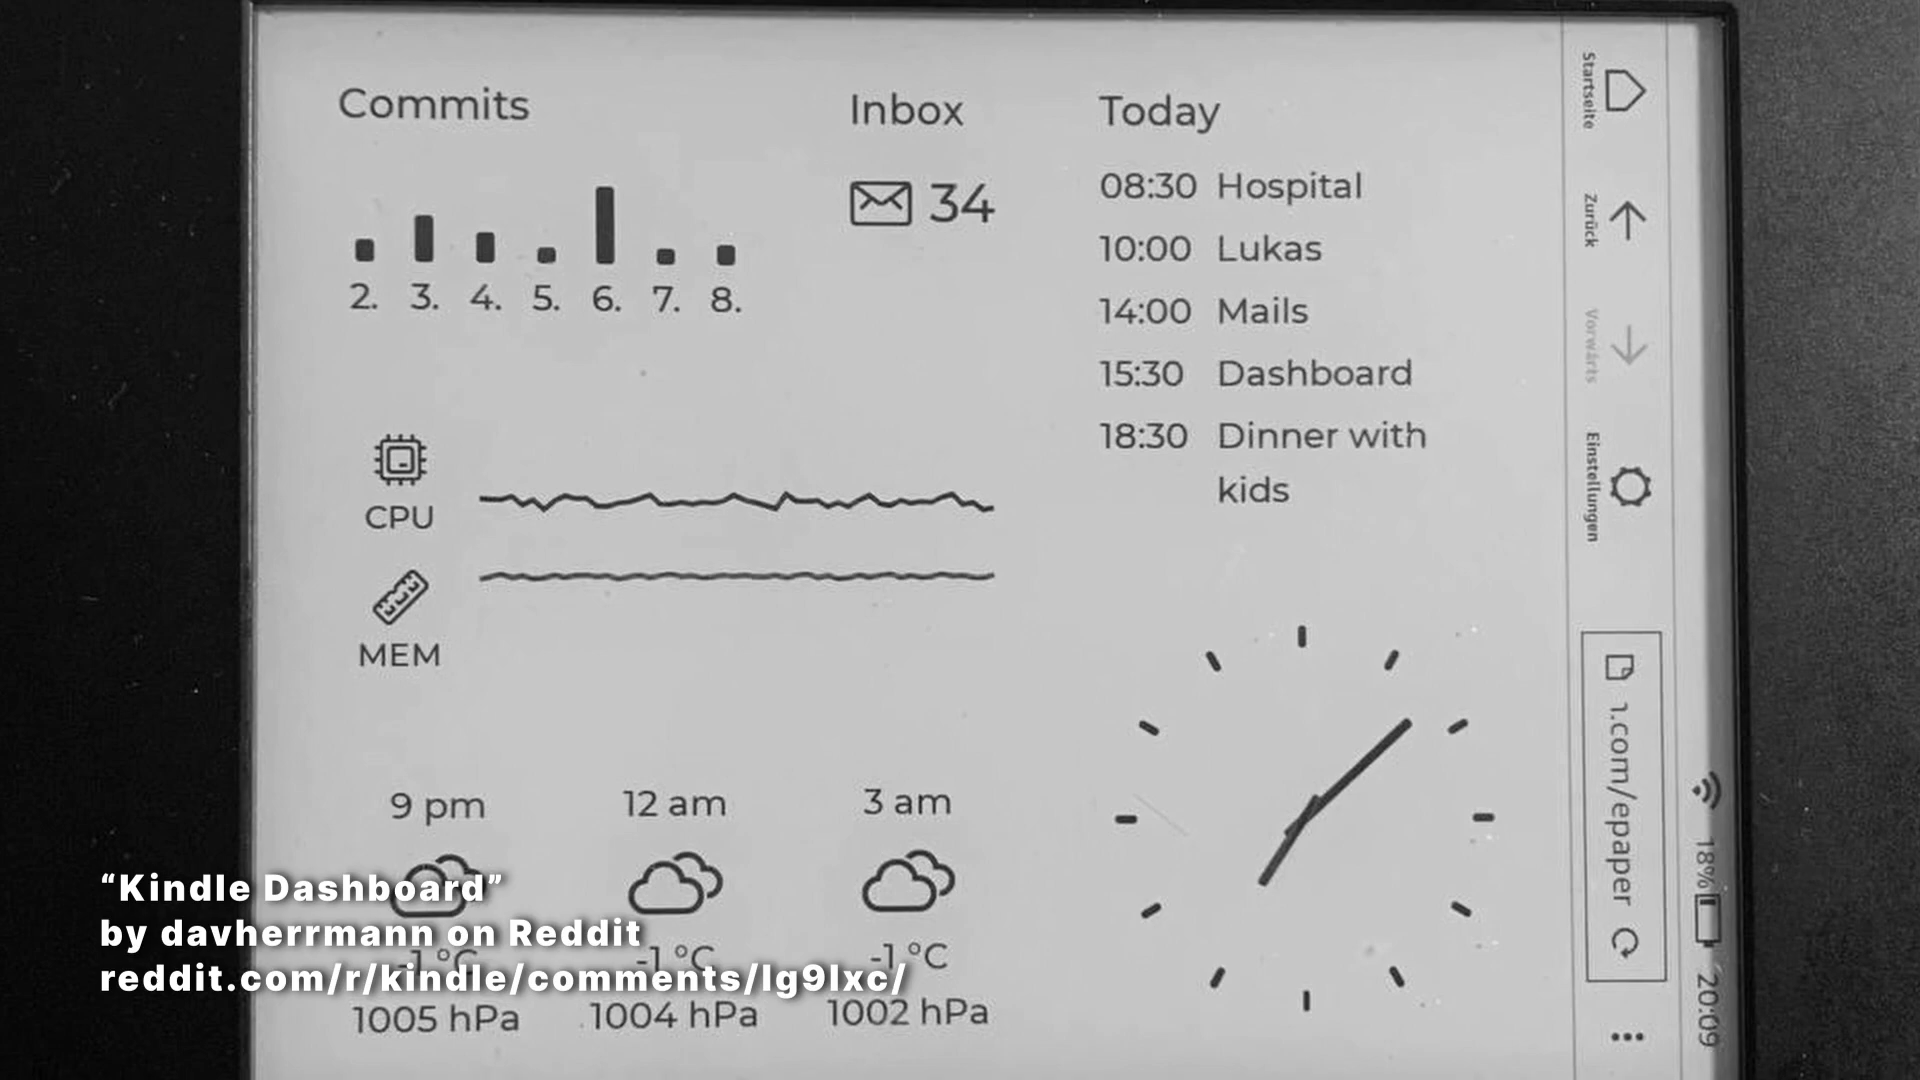 Commits
2. 3. 4. 5. 6. 7. 8.
Inbox
34
Today
08:30 Hospital
10:00 Lukas
14:00 Mails
15:30 Dashboard
18:30 Dinner with
kids
CPU
MEM
9 pm
-1 °C
1005 hPa
12 am
-1 °C
1004 hPa
3 am
-1 °C
1002 hPa
Startseite
Zurück
Vorwärts
Einstellungen
1.com/epaper
18%
20:09
“Kindle Dashboard”
by davherrmann on Reddit
reddit.com/r/kindle/comments/lg9lxc/